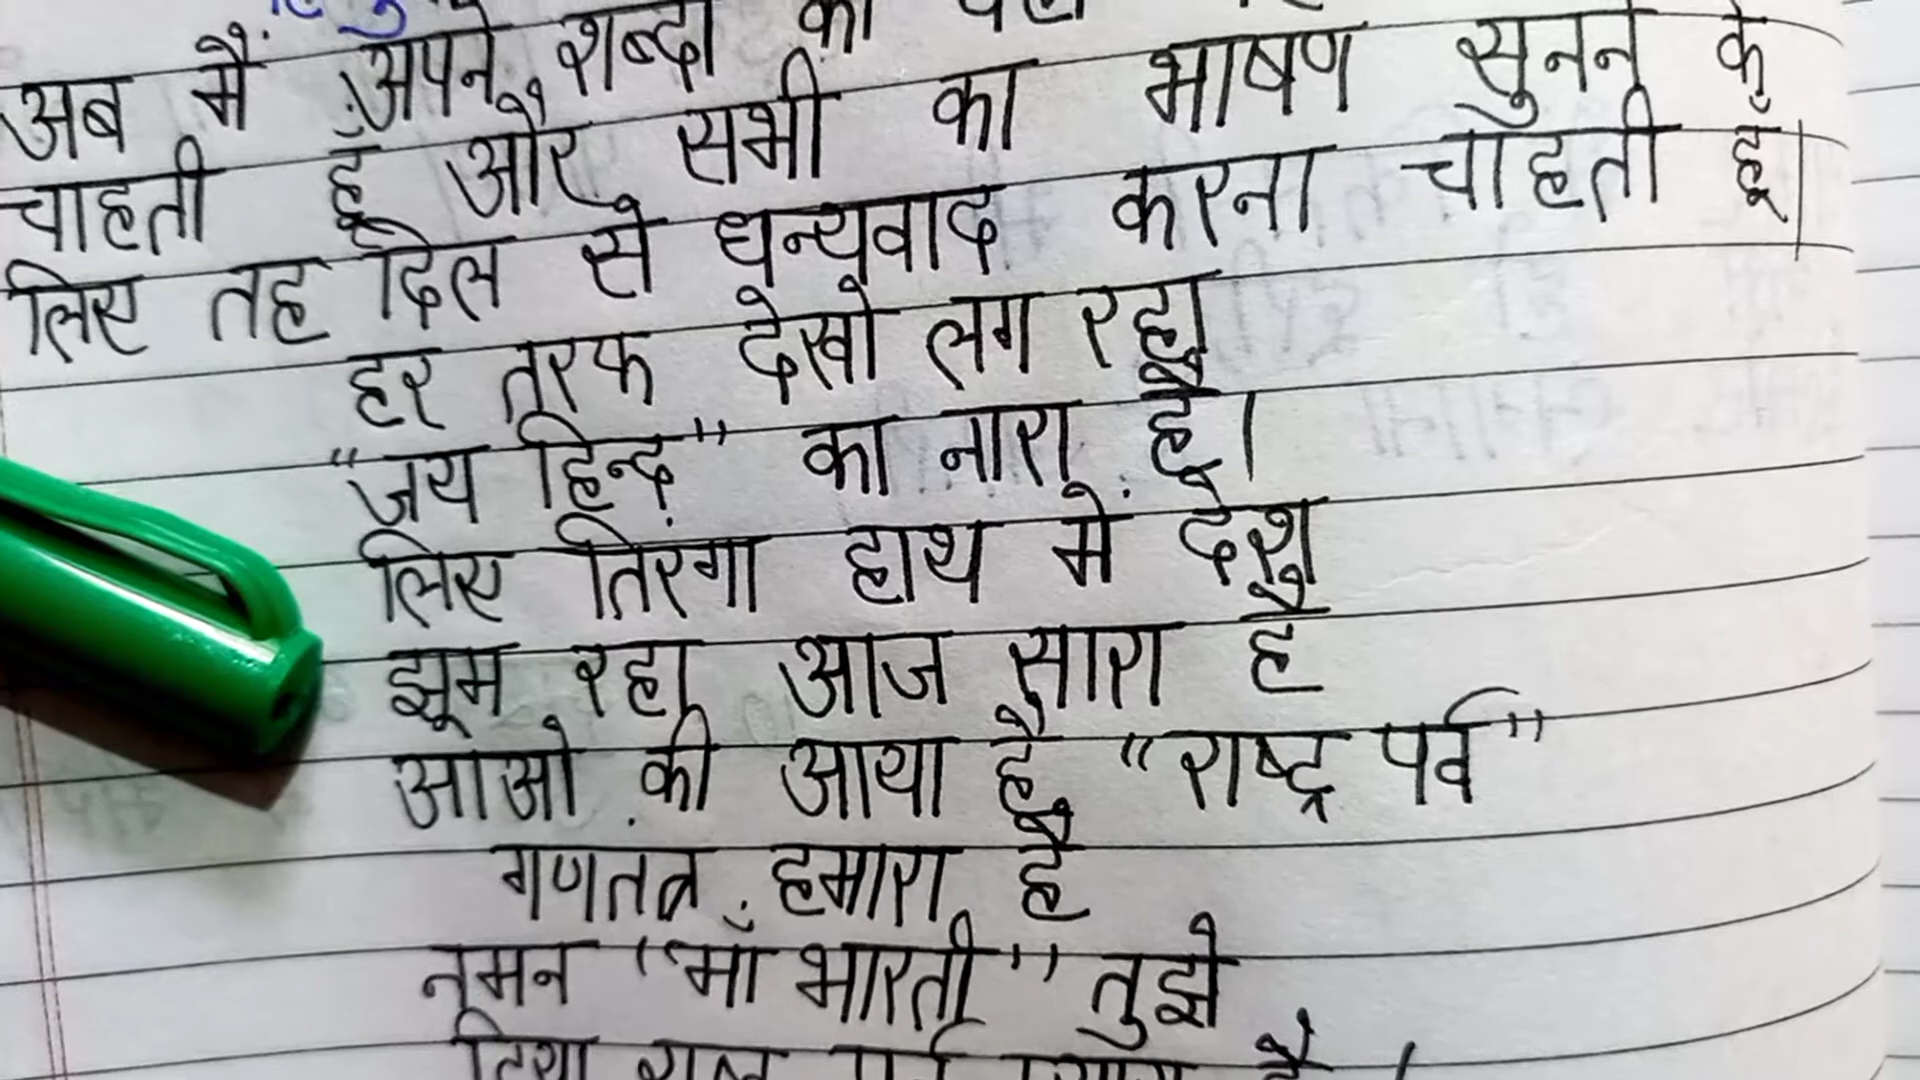 अब मैं अपने शब्दो को
चाहती हूँ और सभी का भाषण सुनने के
लिए तह दिल से धन्यवाद करना चाहती हूँ।
हर तरफ देखो लग रहा
"जय हिन्द" का नारा है।
लिए तिरंगा हाथ में देश
झूम रहा आज सारा है
आओ की आया है "राष्ट्र पर्व"
गणतत्र हमारा है
नमन "माँ भारती" तुझे
है।